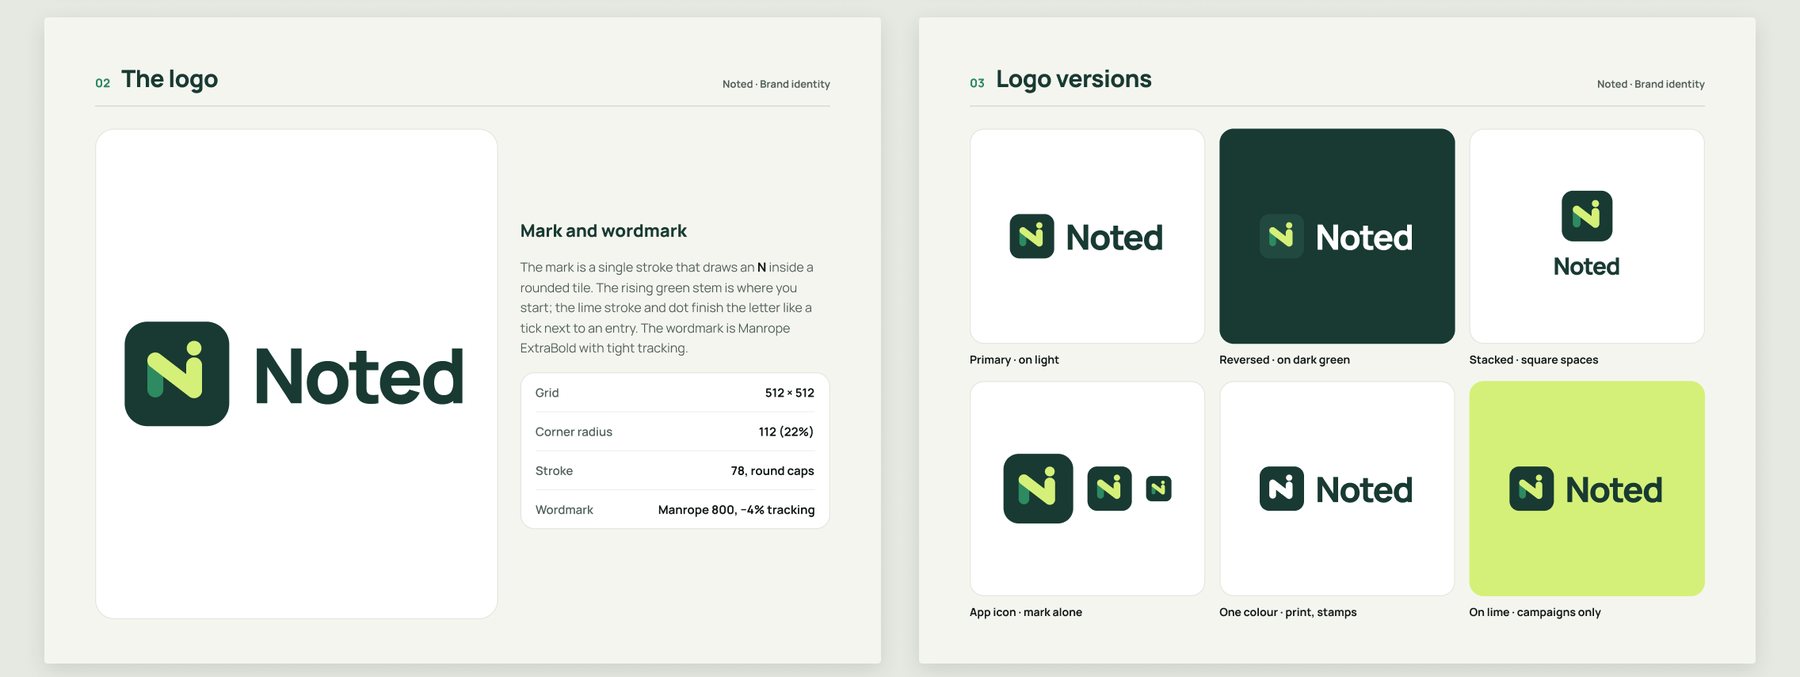 02 The logo
Noted · Brand identity
Noted
Mark and wordmark
The mark is a single stroke that draws an N inside a
rounded tile. The rising green stem is where you
start; the lime stroke and dot finish the letter like a
tick next to an entry. The wordmark is Manrope
ExtraBold with tight tracking.
Grid 512 × 512
Corner radius 112 (22%)
Stroke 78, round caps
Wordmark Manrope 800, −4% tracking
03 Logo versions
Noted · Brand identity
Noted
Noted
Noted
Primary · on light
Reversed · on dark green
Stacked · square spaces
Noted
Noted
App icon · mark alone
One colour · print, stamps
On lime · campaigns only